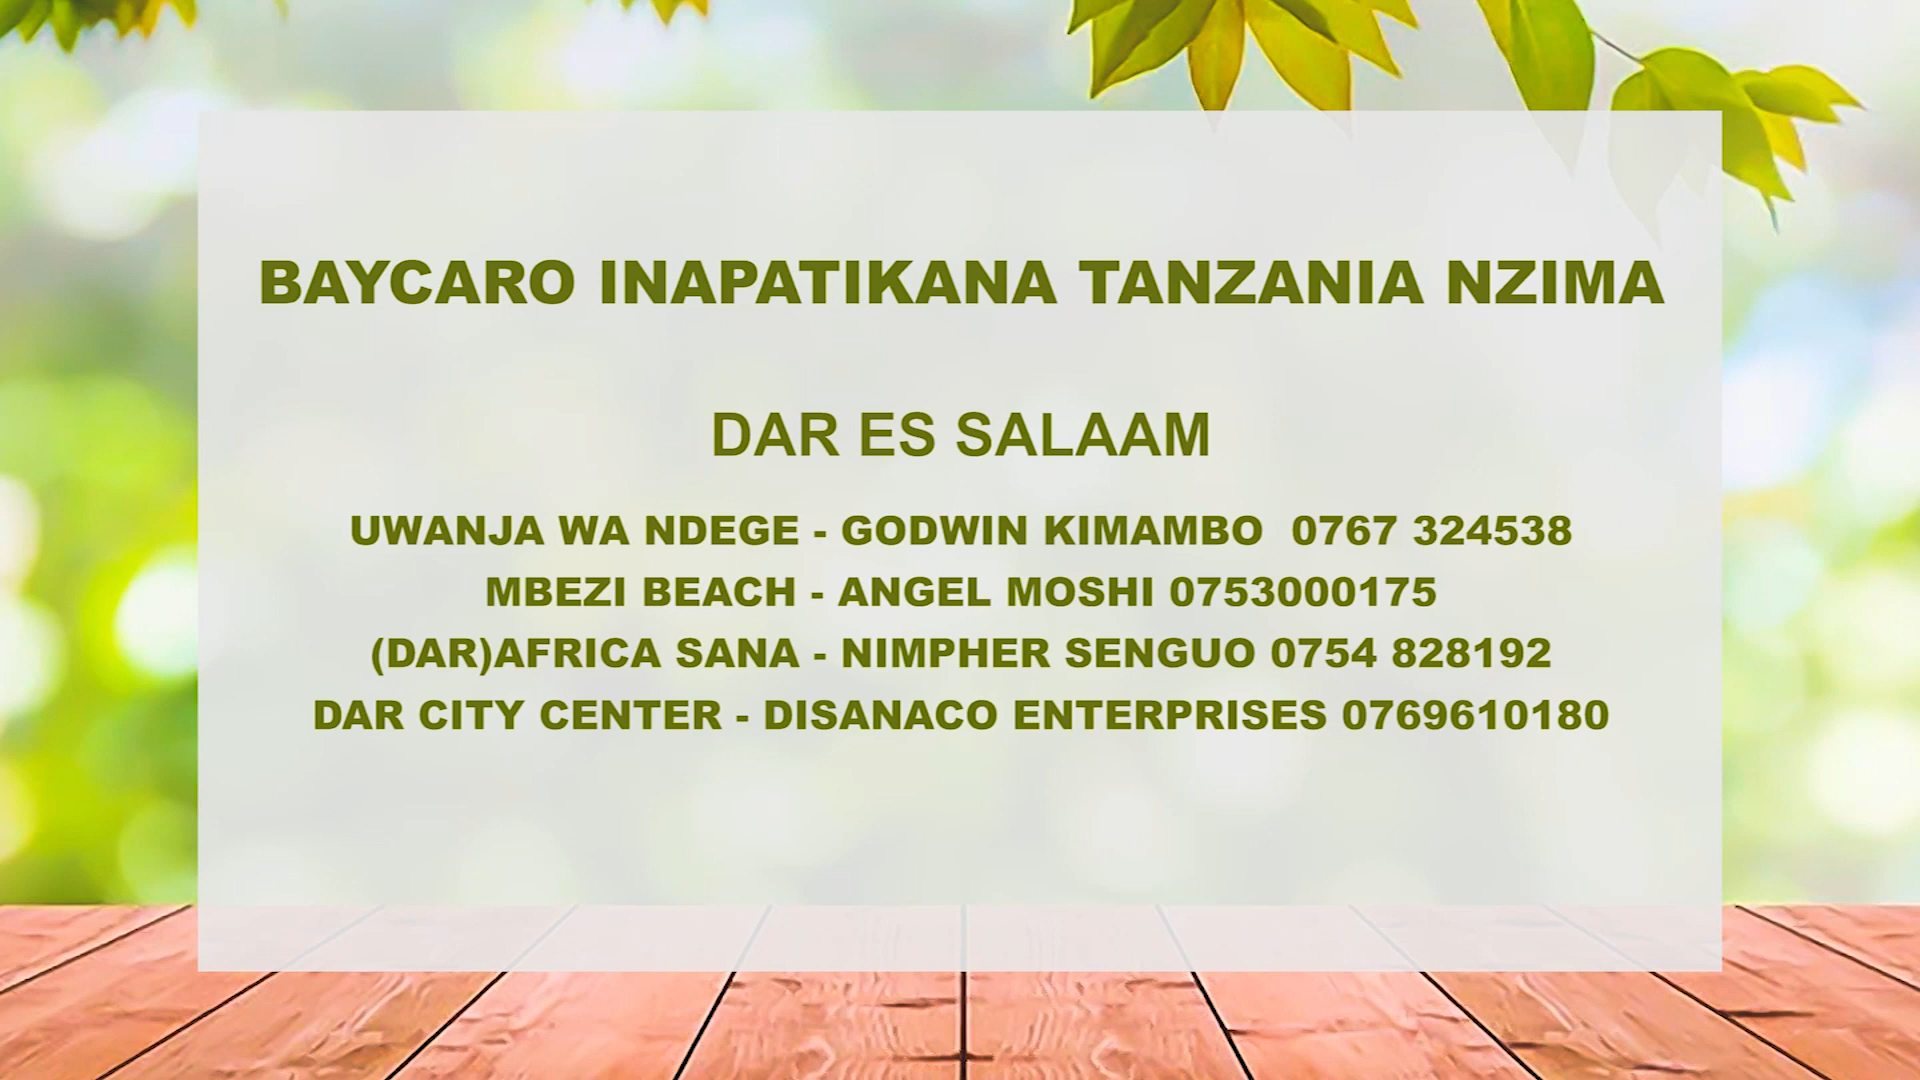 BAYCARO INAPATIKANA TANZANIA NZIMA
DAR ES SALAAM
UWANJA WA NDEGE - GODWIN KIMAMBO  0767 324538
MBEZI BEACH - ANGEL MOSHI 0753000175
(DAR)AFRICA SANA - NIMPHER SENGUO 0754 828192
DAR CITY CENTER - DISANACO ENTERPRISES 0769610180